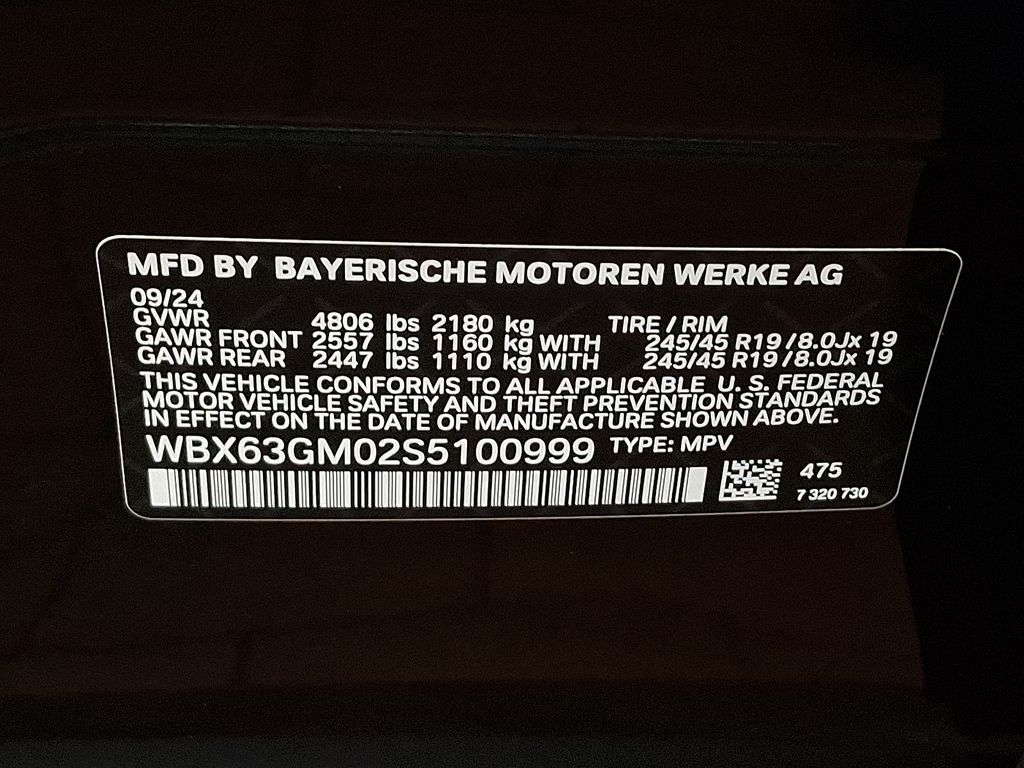 MFD BY BAYERISCHE MOTOREN WERKE AG
09/24
GVWR 4806 lbs 2180 kg TIRE / RIM
GAWR FRONT 2557 lbs 1160 kg WITH 245/45 R19 /8.0Jx 19
GAWR REAR 2447 lbs 1110 kg WITH 245/45 R19 /8.0Jx 19
THIS VEHICLE CONFORMS TO ALL APPLICABLE U. S. FEDERAL
MOTOR VEHICLE SAFETY AND THEFT PREVENTION STANDARDS
IN EFFECT ON THE DATE OF MANUFACTURE SHOWN ABOVE.
WBX63GM02S5100999 TYPE: MPV
475
7 320 730